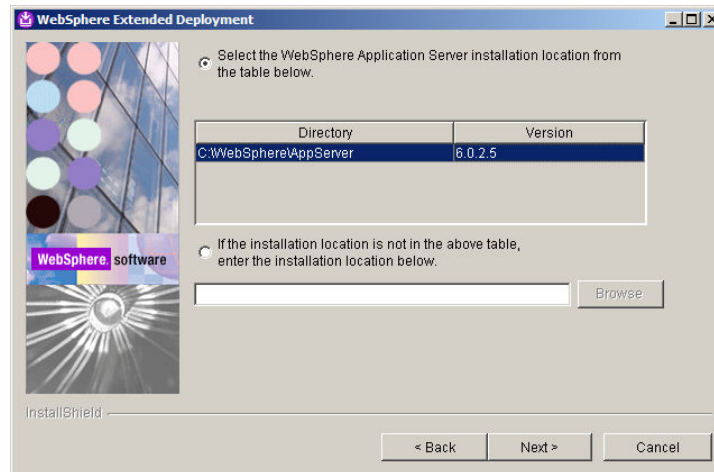 WebSphere Extended Deployment
Select the WebSphere Application Server installation location from
the table below.
Directory Version
C:\WebSphere\AppServer 6.0.2.5
If the installation location is not in the above table,
enter the installation location below.
WebSphere. software
Browse
InstallShield
< Back Next > Cancel